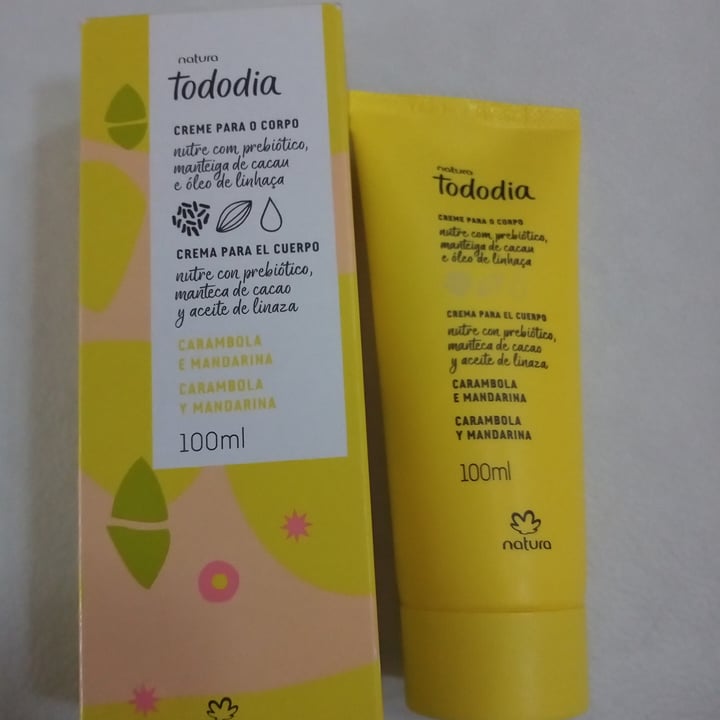 natura
tododia
CREME PARA O CORPO
nutre com prebiótico,
manteiga de cacau
e óleo de linhaça
CREMA PARA EL CUERPO
nutre con prebiótico,
manteca de cacao
y aceite de linaza
CARAMBOLA
E MANDARINA
CARAMBOLA
Y MANDARINA
100ml
natura
tododia
CREME PARA O CORPO
nutre com prebiótico,
manteiga de cacau
e óleo de linhaça
CREMA PARA EL CUERPO
nutre con prebiótico,
manteca de cacao
y aceite de linaza
CARAMBOLA
E MANDARINA
CARAMBOLA
Y MANDARINA
100ml
natura